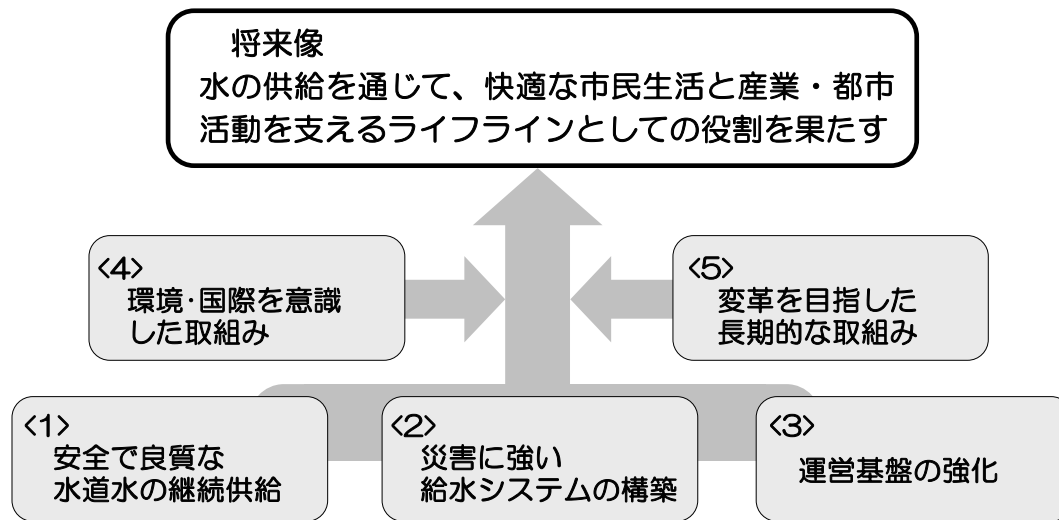 将来像
水の供給を通じて、快適な市民生活と産業・都市
活動を支えるライフラインとしての役割を果たす
<4>
環境・国際を意識
した取組み
<5>
変革を目指した
長期的な取組み
<1>
安全で良質な
水道水の継続供給
<2>
災害に強い
給水システムの構築
<3>
運営基盤の強化